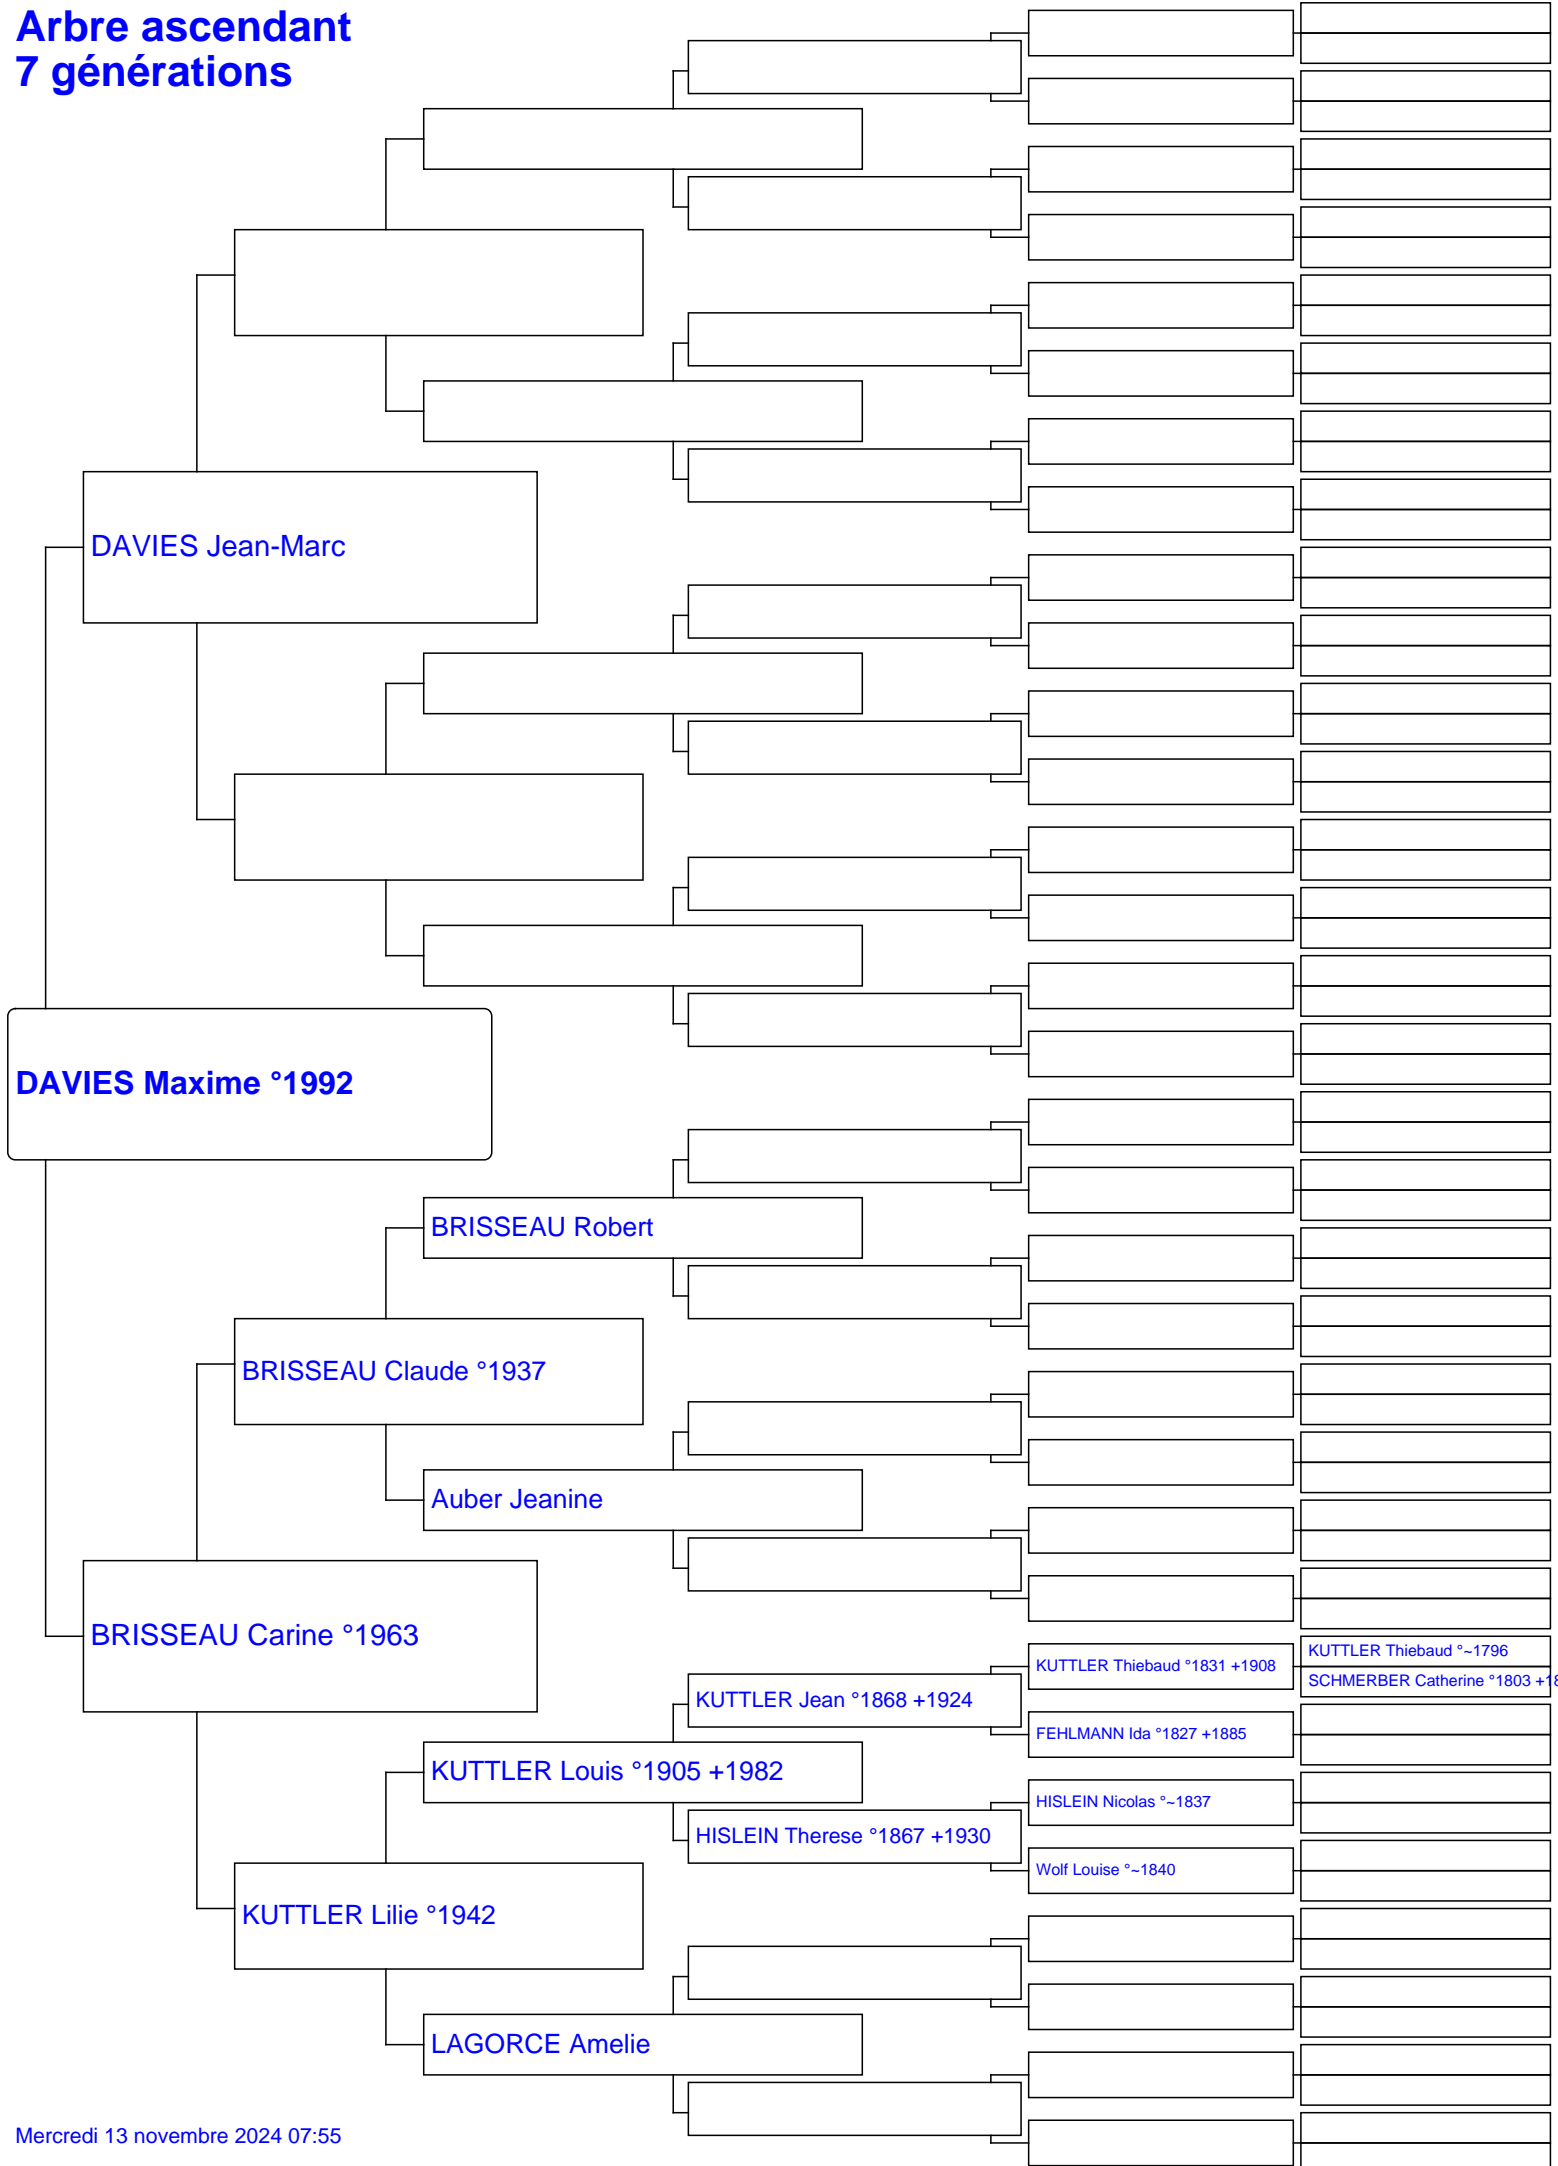 Arbre ascendant
7 générations
DAVIES Jean-Marc
DAVIES Maxime °1992
BRISSEAU Robert
BRISSEAU Claude °1937
Auber Jeanine
BRISSEAU Carine °1963
KUTTLER Thiebaud °1831 +1908
KUTTLER Thiebaud °~1796
SCHMERBER Catherine °1803
KUTTLER Jean °1868 +1924
FEHLMANN Ida °1827 +1885
KUTTLER Louis °1905 +1982
HISLEIN Nicolas °~1837
HISLEIN Therese °1867 +1930
Wolf Louise °~1840
KUTTLER Lilie °1942
LAGORCE Amelie
Mercredi 13 novembre 2024 07:55